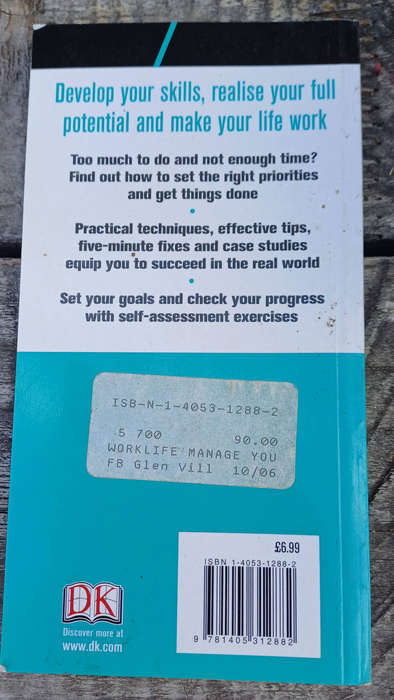 Develop your skills, realise your full
potential and make your life work
Too much to do and not enough time?
Find out how to set the right priorities
and get things done
•
Practical techniques, effective tips,
five-minute fixes and case studies
equip you to succeed in the real world
•
Set your goals and check your progress
with self-assessment exercises
ISB-N-1-4053-1288-2
5 700 90.00
WORKLIFE MANAGE YOU
FB Glen Vill 10/06
£6.99
ISBN 1-4053-1288-2
9 781405 312882
DK
Discover more at
www.dk.com